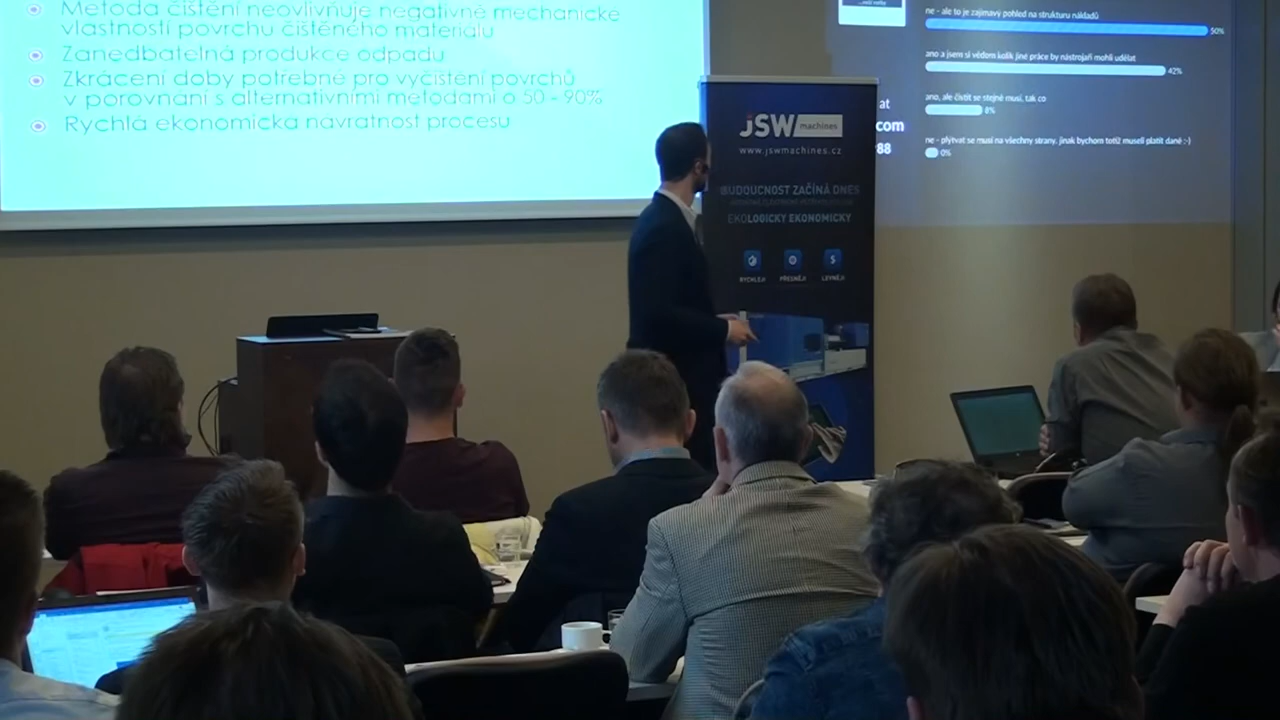 Metoda čištění neovlivňuje negativně mechanické
vlastnosti povrchu čištěného materiálu
Zanedbatelná produkce odpadu
Zkrácení doby potřebné pro vyčištění povrchů
v porovnání s alternativními metodami o 50 - 90%
Rychlá ekonomická návratnost procesu
ne - ale to je zajímavý pohled na strukturu nákladů
50%
ano a jsem si vědom kolik jiné práce by nástrojaři mohli udělat
42%
ano, ale čistit se stejně musí, tak co
8%
ne - plýtvat se musí na všechny strany, jinak bychom totiž museli platit daně :-)
0%
at
com
88
JSW machines
www.jswmachines.cz
BUDOUCNOST ZAČÍNÁ DNES
EKOLOGICKY EKONOMICKY
RYCHLEJI PŘESNĚJI LEVNĚJI